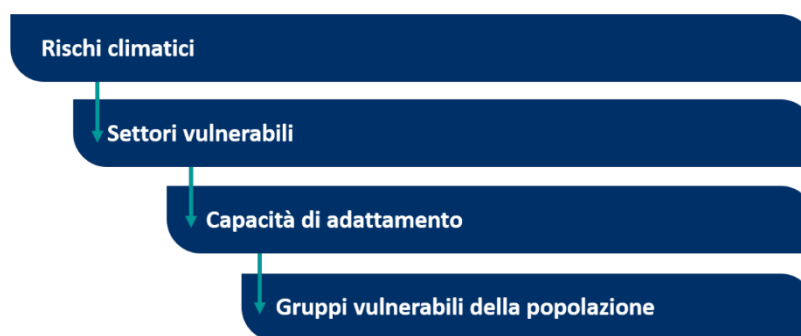 Rischi climatici
Settori vulnerabili
Capacità di adattamento
Gruppi vulnerabili della popolazione